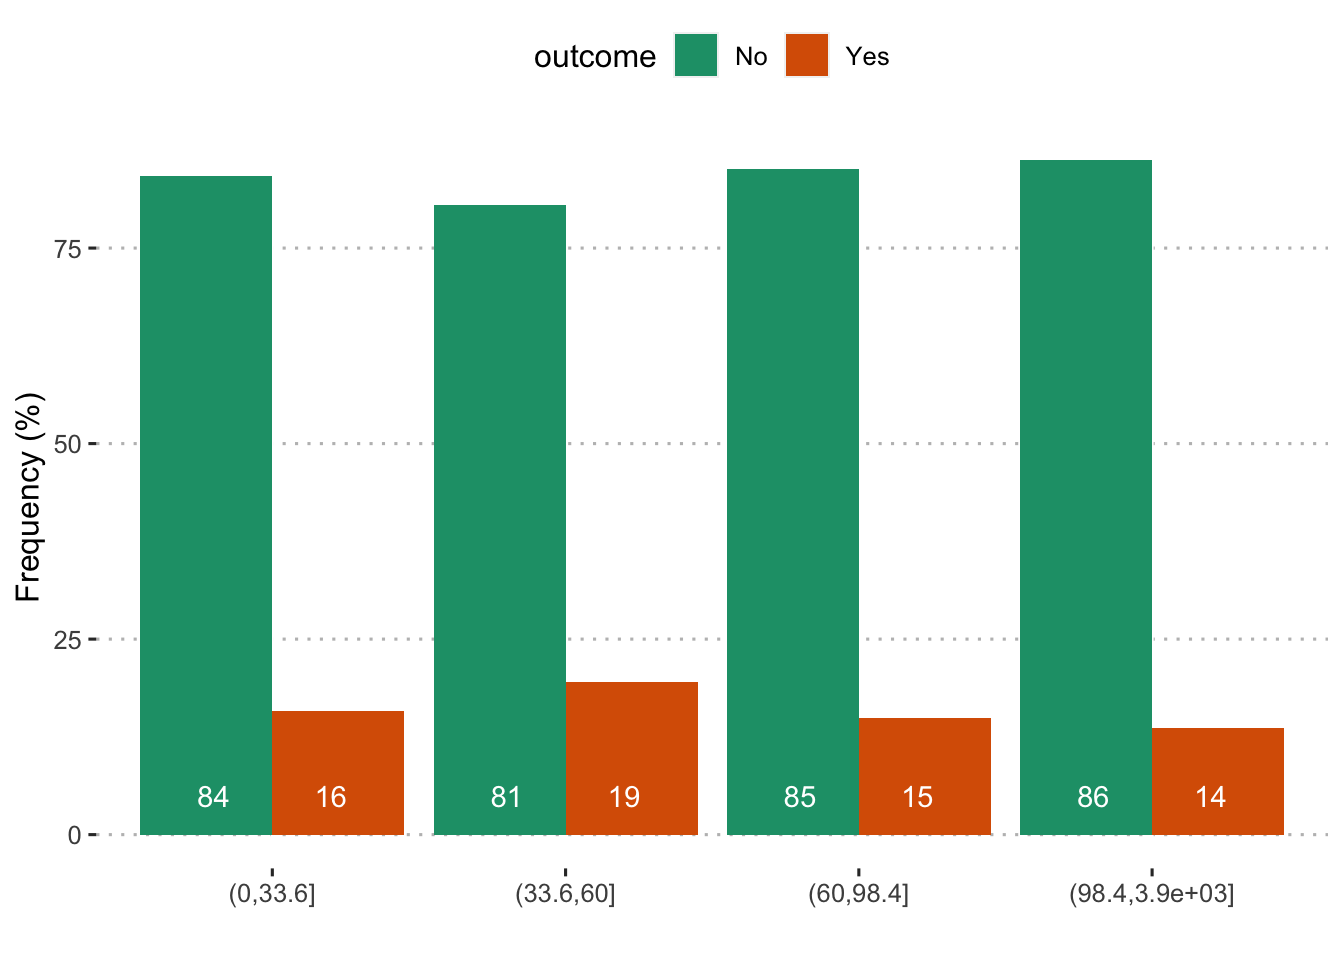 outcome No Yes
Frequency (%)
75
50
25
0
84 16 81 19 85 15 86 14
(0,33.6] (33.6,60] (60,98.4] (98.4,3.9e+03]